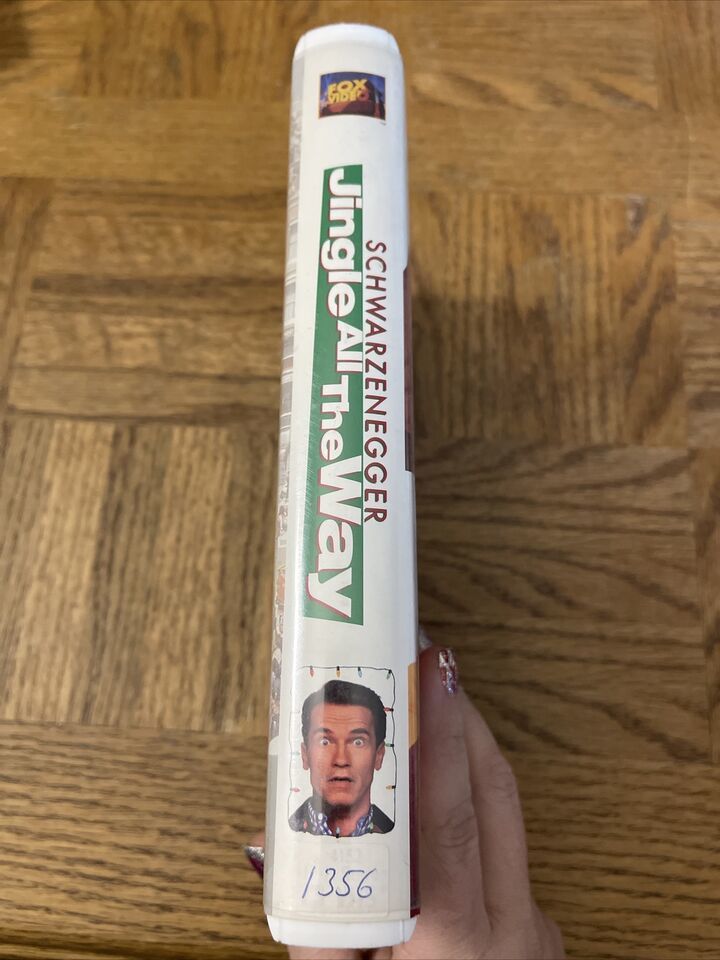 FOX
VIDEO
SCHWARZENEGGER
Jingle All The Way
1356